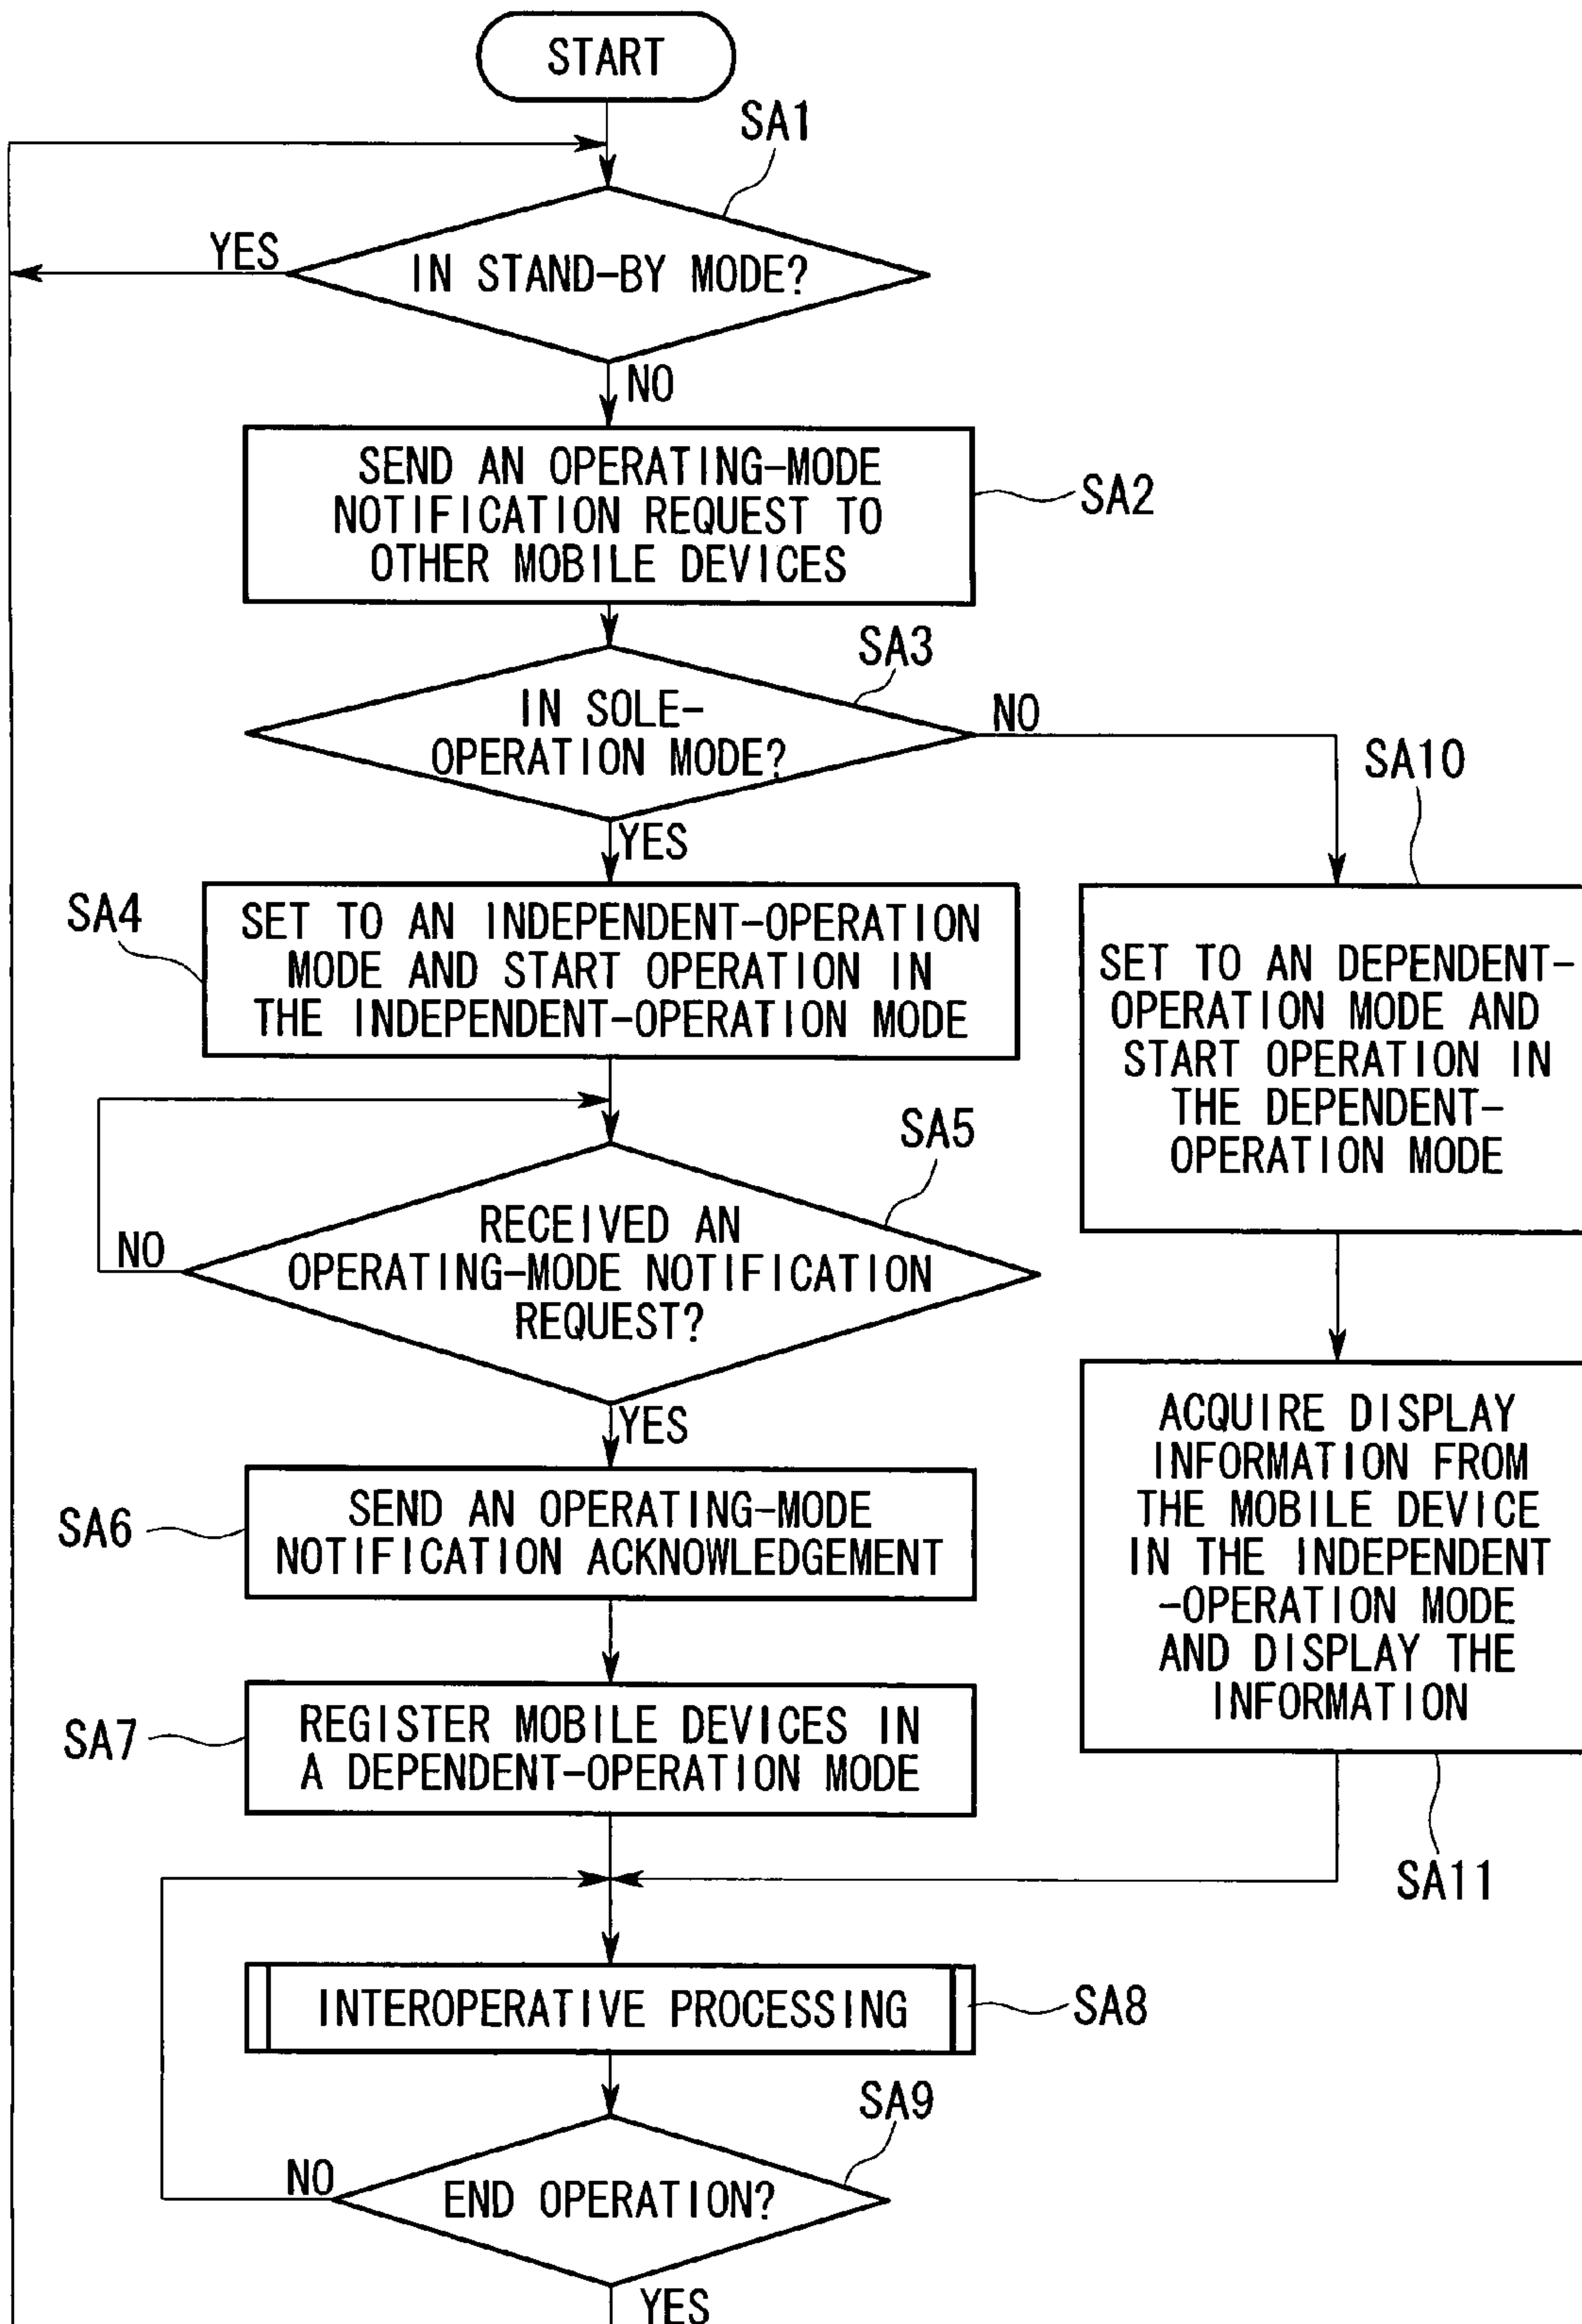 START
SA1
YES
IN STAND-BY MODE?
NO
SEND AN OPERATING-MODE
NOTIFICATION REQUEST TO
OTHER MOBILE DEVICES
SA2
SA3
IN SOLE-
OPERATION MODE?
NO
YES
SA10
SA4
SET TO AN INDEPENDENT-OPERATION
MODE AND START OPERATION IN
THE INDEPENDENT-OPERATION MODE
SET TO AN DEPENDENT-
OPERATION MODE AND
START OPERATION IN
THE DEPENDENT-
OPERATION MODE
SA5
RECEIVED AN
OPERATING-MODE NOTIFICATION
REQUEST?
NO
YES
SA6
SEND AN OPERATING-MODE
NOTIFICATION ACKNOWLEDGEMENT
ACQUIRE DISPLAY
INFORMATION FROM
THE MOBILE DEVICE
IN THE INDEPENDENT
-OPERATION MODE
AND DISPLAY THE
INFORMATION
SA7
REGISTER MOBILE DEVICES IN
A DEPENDENT-OPERATION MODE
SA11
INTEROPERATIVE PROCESSING
SA8
SA9
NO
END OPERATION?
YES